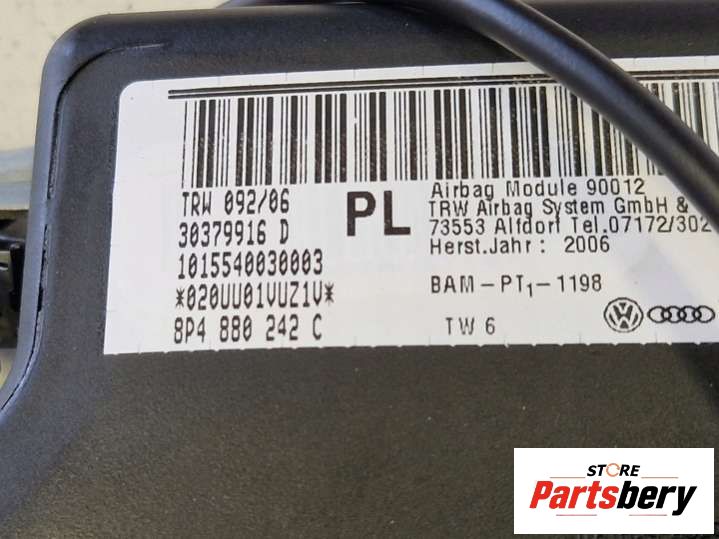 TRW 092/06
30379916 D
1015540030003
*020UU01VUZ1V*
8P4 880 242 C
PL
Airbag Module 90012
TRW Airbag System GmbH &
73553 Alfdorf Tel.07172/302
Herst.Jahr : 2006
BAM-PT₁-1198
TW 6
STORE
Partsbery